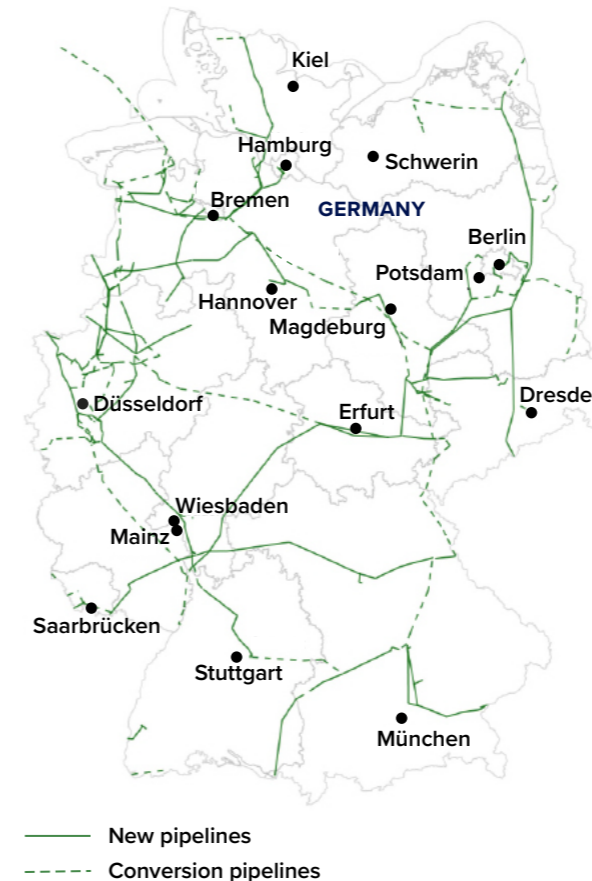 Kiel
Hamburg
Schwerin
Bremen
GERMANY
Berlin
Potsdam
Hannover
Magdeburg
Düsseldorf
Erfurt
Dresde
Wiesbaden
Mainz
Saarbrücken
Stuttgart
München
New pipelines
Conversion pipelines